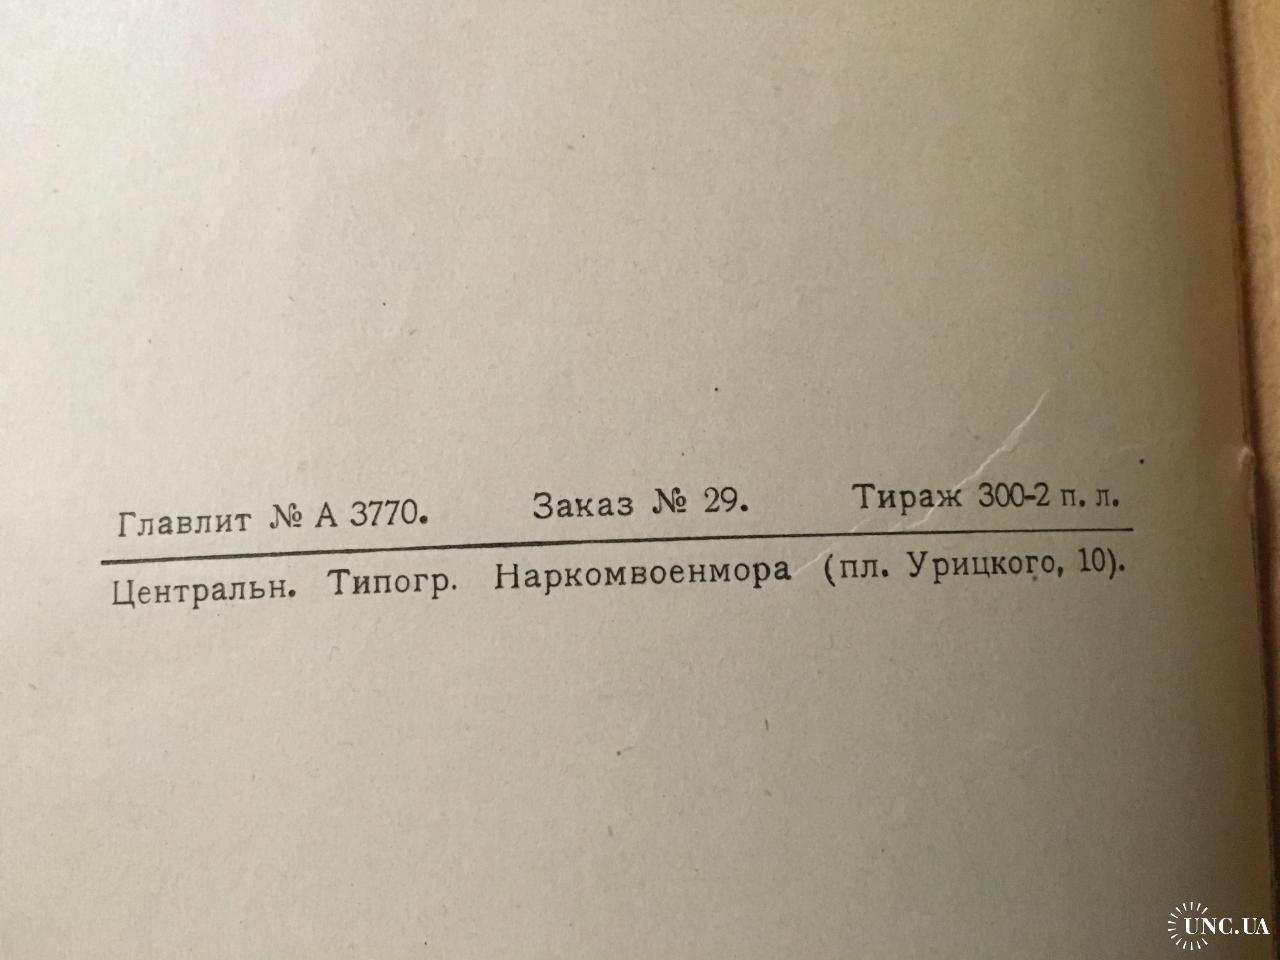 Главлит № А 3770. Заказ № 29. Тираж 300-2 п. л.
Центральн. Типогр. Наркомвоенмора (пл. Урицкого, 10).
UNC.UA